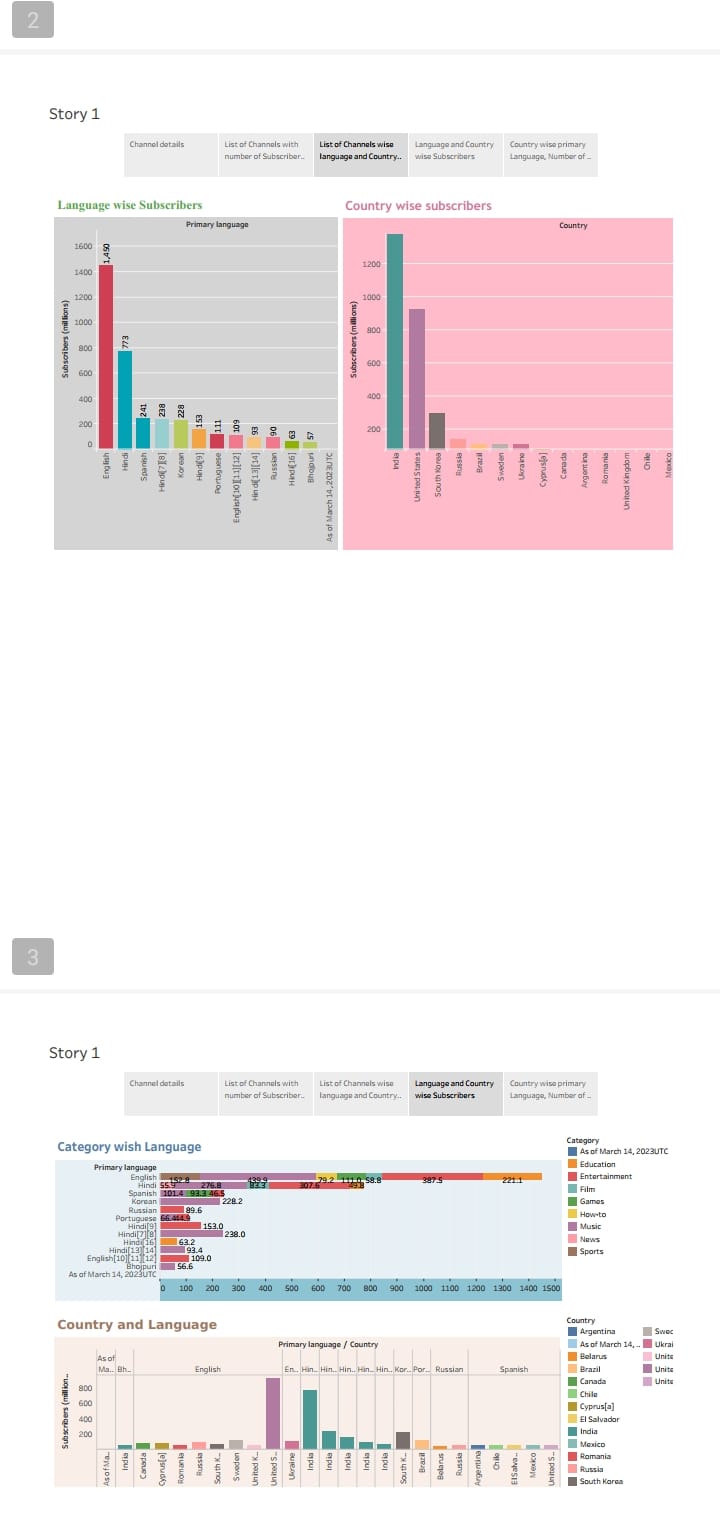 2
Story 1
Channel details
List of Channels with number of Subscriber..
List of Channels wise language and Country..
Language and Country wise Subscribers
Country wise primary Language, Number of ..
Language wise Subscribers
Primary language
Subscribers (millions)
1600
1400
1200
1000
800
600
400
200
0
1,450
773
241
238
228
153
111
109
93
90
63
57
English
Hindi
Spanish
Hindi[7][8]
Korean
Hindi[9]
Portuguese
English[10][11][12]
Hindi[13][14]
Russian
Hindi[16]
Bhojpuri
As of March 14, 2023UTC
Country wise subscribers
Country
Subscribers (millions)
1200
1000
800
600
400
200
India
United States
South Korea
Russia
Brazil
Sweden
Ukraine
Cyprus[a]
Canada
Argentina
Romania
United Kingdom
Chile
Mexico
3
Story 1
Channel details
List of Channels with number of Subscriber..
List of Channels wise language and Country..
Language and Country wise Subscribers
Country wise primary Language, Number of ..
Category wish Language
Primary language
English 152.8 439.9 79.2 111.0 58.8 387.5 221.1
Hindi 55.9 276.8 83.3 307.6 49.8
Spanish 101.4 93.3 46.5
Korean 228.2
Russian 89.6
Portuguese 66.4 44.9
Hindi[9] 153.0
Hindi[7][8] 238.0
Hindi[16] 63.2
Hindi[13][14] 93.4
English[10][11][12] 109.0
Bhojpuri 56.6
As of March 14, 2023UTC
0 100 200 300 400 500 600 700 800 900 1000 1100 1200 1300 1400 1500
Category
As of March 14, 2023UTC
Education
Entertainment
Film
Games
How-to
Music
News
Sports
Country and Language
Primary language / Country
As of Ma..
Bh..
English
En..
Hin..
Hin..
Hin..
Hin..
Hin..
Kor..
Por..
Russian
Spanish
Subscribers (million..
800
600
400
200
As of Ma..
India
Canada
Cyprus[a]
Romania
Russia
South K..
Sweden
United K..
United S..
Ukraine
India
India
India
India
India
South K..
Brazil
Belarus
Russia
Argentina
Chile
El Salva..
Mexico
United S..
Country
Argentina
As of March 14, ..
Belarus
Brazil
Canada
Chile
Cyprus[a]
El Salvador
India
Mexico
Romania
Russia
South Korea
Swec
Ukrai
Unite
Unite
Unite